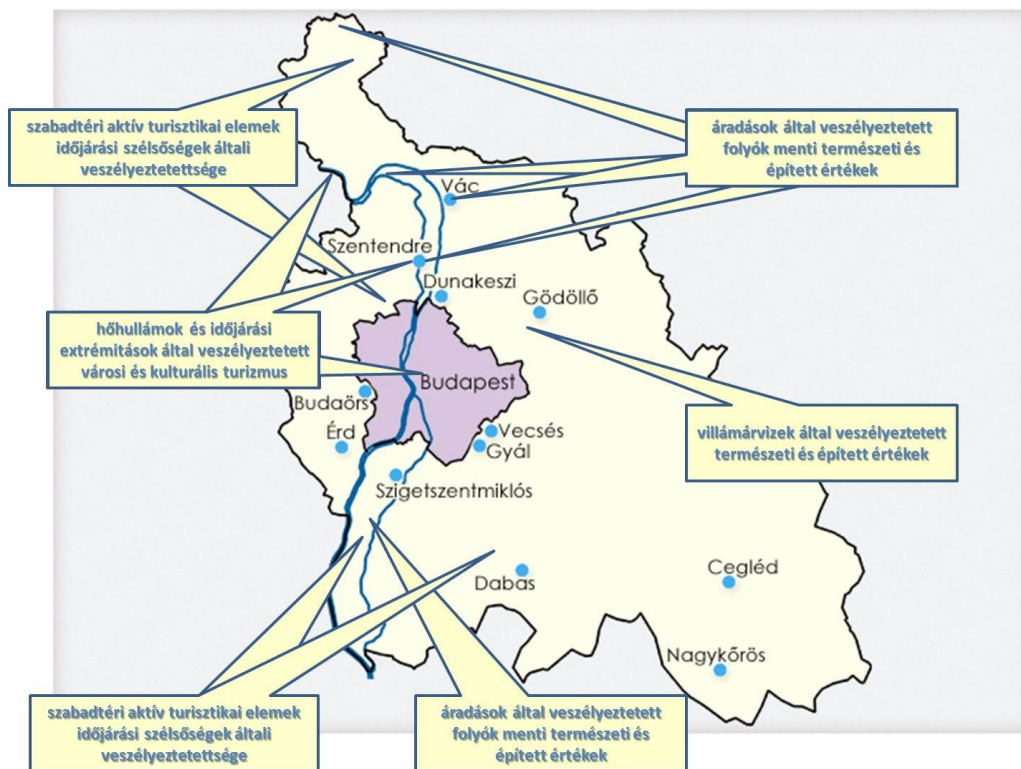 szabadtéri aktív turisztikai elemek
időjárási szélsőségek általi
veszélyeztetettsége
áradások által veszélyeztetett
folyók menti természeti és
épített értékek
Vác
Szentendre
Dunakeszi
Gödöllő
hőhullámok és időjárási
extrémitások által veszélyeztetett
városi és kulturális turizmus
Budapest
Budaörs
Érd
Vecsés
Gyál
villámárvizek által veszélyeztetett
természeti és épített értékek
Szigetszentmiklós
Dabas
Cegléd
Nagykőrös
szabadtéri aktív turisztikai elemek
időjárási szélsőségek általi
veszélyeztetettsége
áradások által veszélyeztetett
folyók menti természeti és
épített értékek